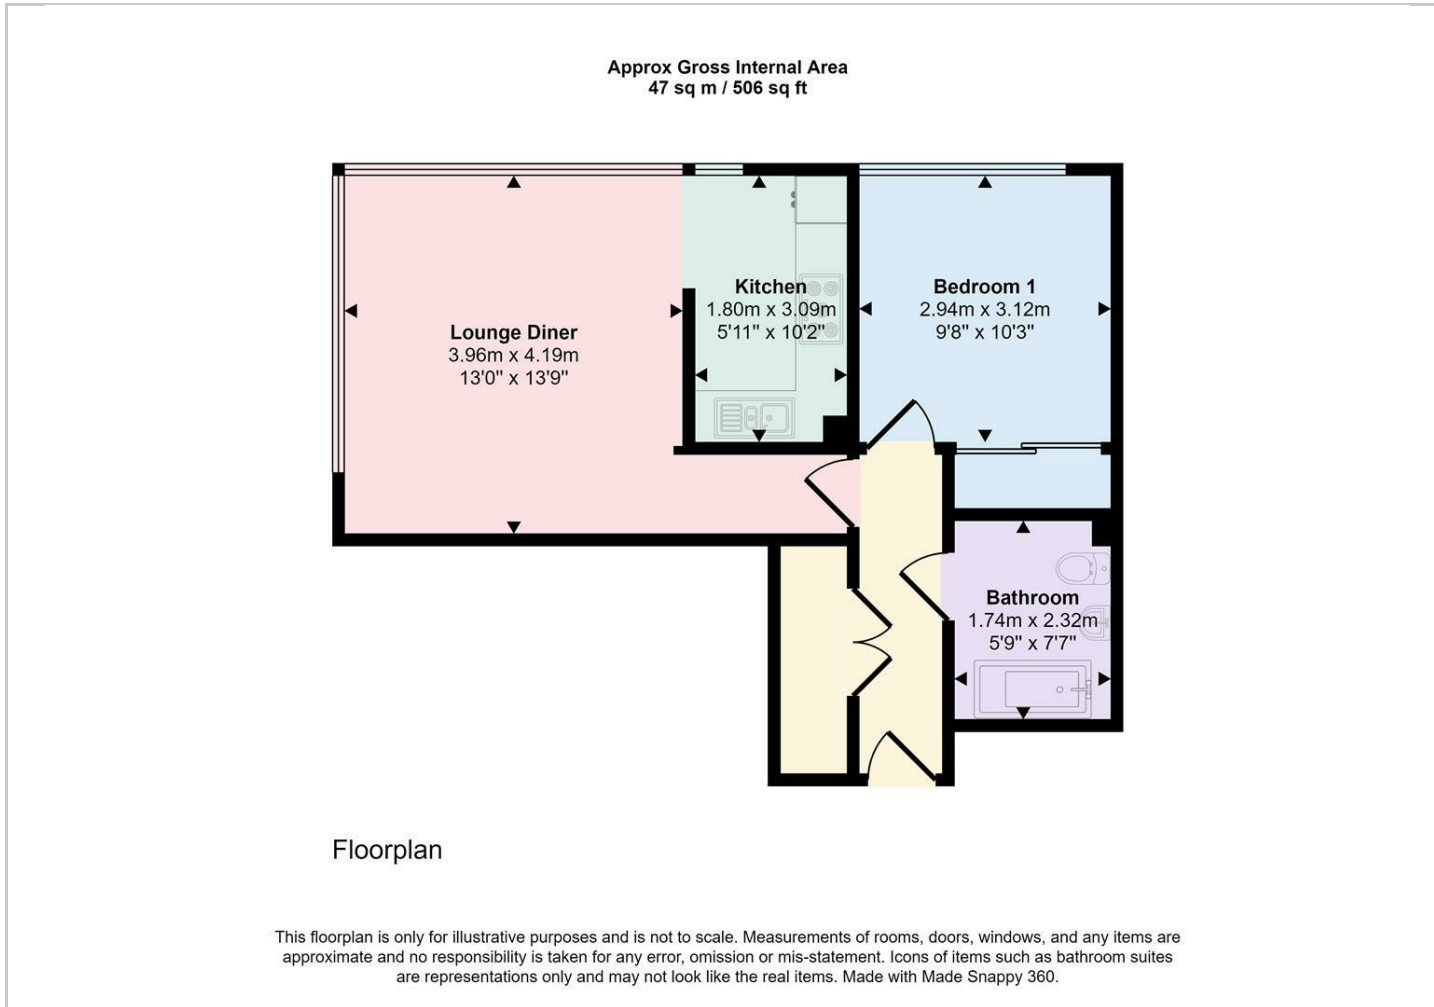 Approx Gross Internal Area
47 sq m / 506 sq ft
Kitchen
1.80m x 3.09m
5'11" x 10'2"
Bedroom 1
2.94m x 3.12m
9'8" x 10'3"
Lounge Diner
3.96m x 4.19m
13'0" x 13'9"
Bathroom
1.74m x 2.32m
5'9" x 7'7"
Floorplan
This floorplan is only for illustrative purposes and is not to scale. Measurements of rooms, doors, windows, and any items are
approximate and no responsibility is taken for any error, omission or mis-statement. Icons of items such as bathroom suites
are representations only and may not look like the real items. Made with Made Snappy 360.